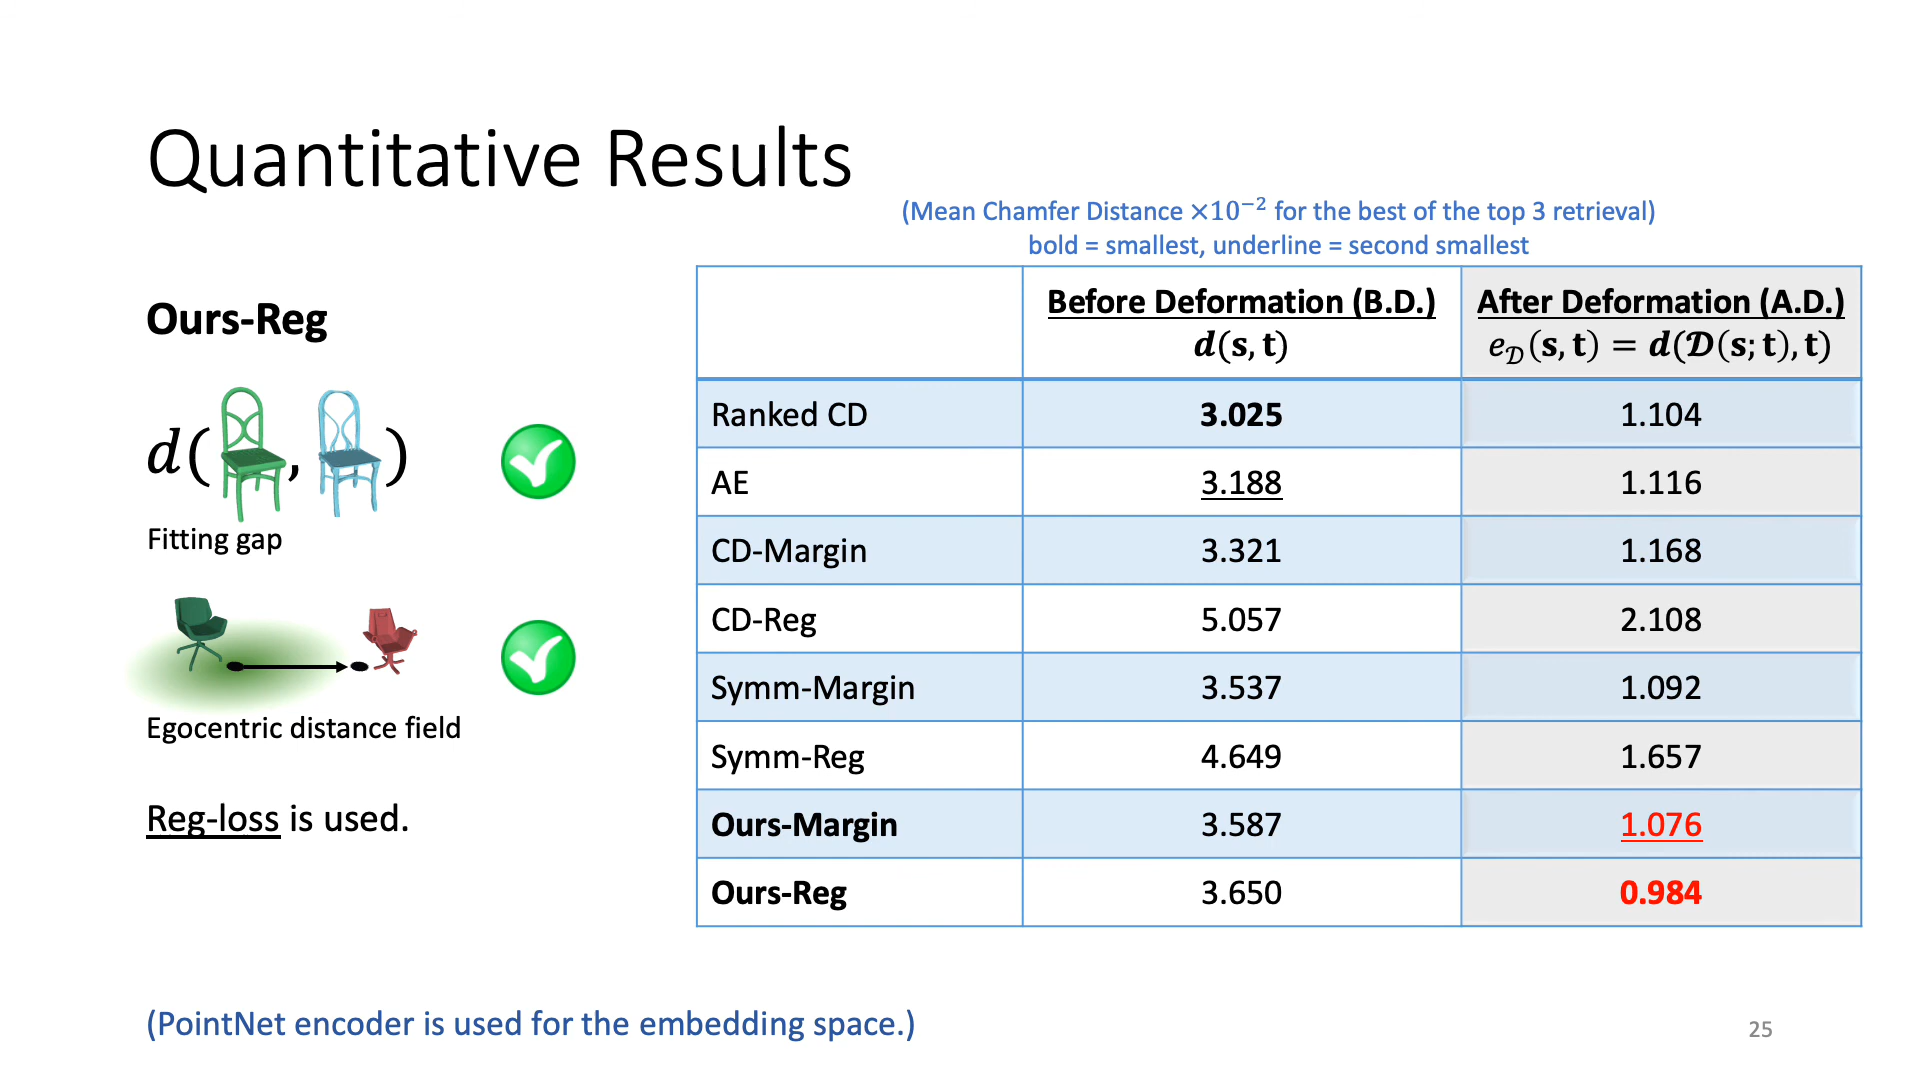 Quantitative Results
(Mean Chamfer Distance ×10⁻² for the best of the top 3 retrieval)
bold = smallest, underline = second smallest
Ours-Reg
d( , )
Fitting gap
Egocentric distance field
Reg-loss is used.
Before Deformation (B.D.) After Deformation (A.D.)
d(s, t) e𝒟(s, t) = d(𝒟(s; t), t)
Ranked CD 3.025 1.104
AE 3.188 1.116
CD-Margin 3.321 1.168
CD-Reg 5.057 2.108
Symm-Margin 3.537 1.092
Symm-Reg 4.649 1.657
Ours-Margin 3.587 1.076
Ours-Reg 3.650 0.984
(PointNet encoder is used for the embedding space.)
25